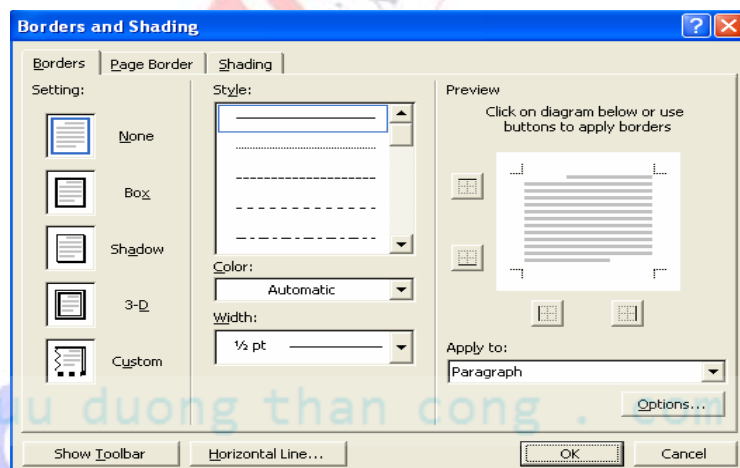 Borders and Shading
Borders
Page Border
Shading
Setting:
None
Box
Shadow
3-D
Custom
Style:
Color:
Automatic
Width:
½ pt
Preview
Click on diagram below or use
buttons to apply borders
Apply to:
Paragraph
Options...
uu duong than cong . com
Show Toolbar
Horizontal Line...
OK
Cancel